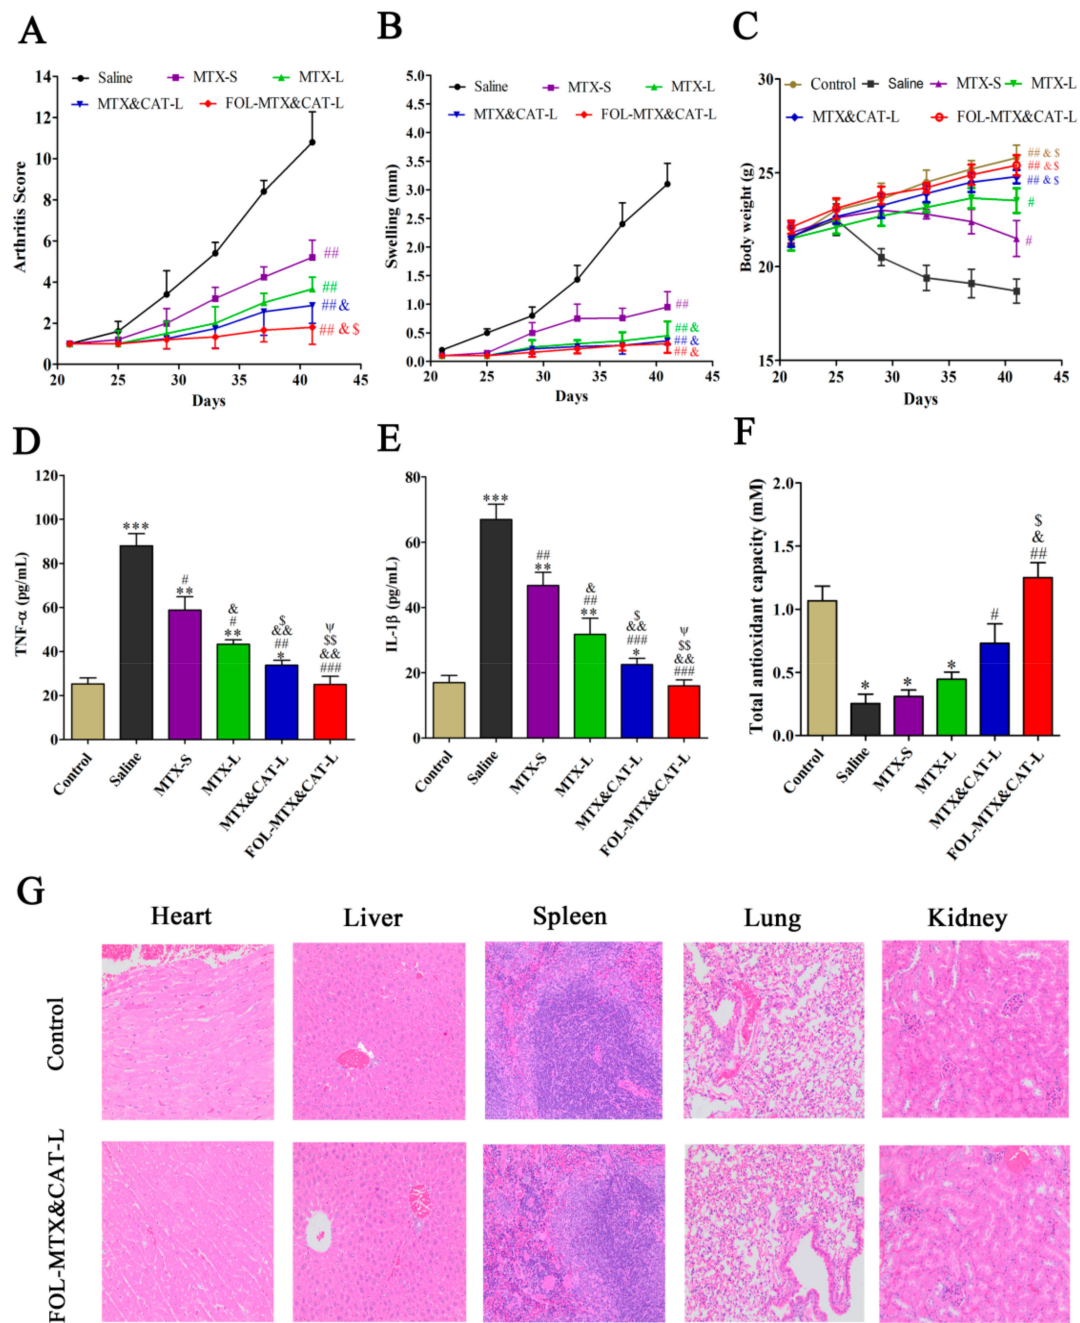 A
B
C
Saline
MTX-S
MTX-L
MTX&CAT-L
FOL-MTX&CAT-L
Arthritis Score
14
12
10
8
6
4
2
0
##
##
## &
## & $
20 25 30 35 40 45
Days
Saline
MTX-S
MTX-L
MTX&CAT-L
FOL-MTX&CAT-L
Swelling (mm)
5.0
4.5
4.0
3.5
3.0
2.5
2.0
1.5
1.0
0.5
0.0
##
## &
## &
## &
20 25 30 35 40 45
Days
Control
Saline
MTX-S
MTX-L
MTX&CAT-L
FOL-MTX&CAT-L
Body weight (g)
30
25
20
15
## & $
## & $
## & $
#
#
20 25 30 35 40 45
Days
D
E
F
TNF-α (pg/mL)
120
100
80
60
40
20
0
***
#
**
&
#
**
$
&&
##
*
ψ
$$
&&
###
Control
Saline
MTX-S
MTX-L
MTX&CAT-L
FOL-MTX&CAT-L
IL-1β (pg/mL)
80
60
40
20
0
***
##
**
&
##
**
$
&&
###
*
ψ
$$
&&
###
Control
Saline
MTX-S
MTX-L
MTX&CAT-L
FOL-MTX&CAT-L
Total antioxidant capacity (mM)
2.0
1.5
1.0
0.5
0.0
*
*
*
#
$
&
##
Control
Saline
MTX-S
MTX-L
MTX&CAT-L
FOL-MTX&CAT-L
G
Heart Liver Spleen Lung Kidney
Control
FOL-MTX&CAT-L